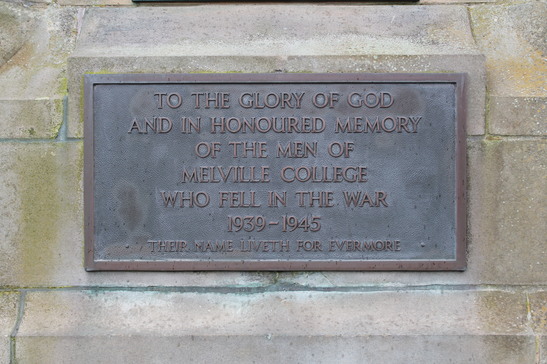 TO THE GLORY OF GOD
AND IN HONOURED MEMORY
OF THE MEN OF
MELVILLE COLLEGE
WHO FELL IN THE WAR
1939-1945
THEIR NAME LIVETH FOR EVERMORE